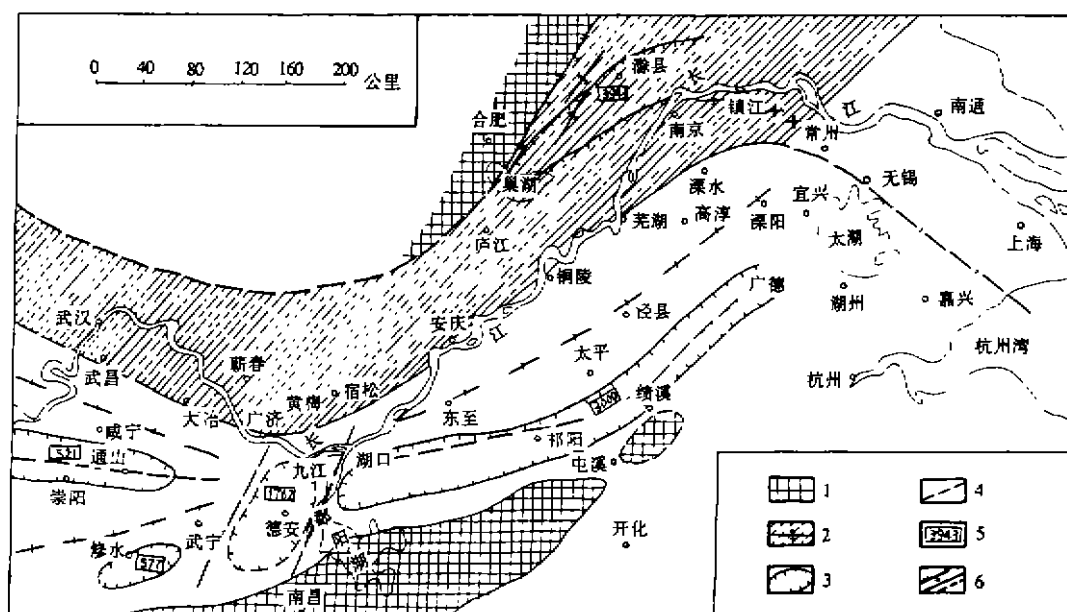 0 40 80 120 160 200 公里
滁县
长
江
南通
合肥
镇江
南京
常州
巢湖
溧水
宜兴
无锡
芜湖
高淳
溧阳
太湖
上海
庐江
铜陵
广德
湖州
嘉兴
武汉
安庆
江
泾县
杭州湾
蕲春
太平
武昌
黄梅
宿松
杭州
绩溪
大冶
广济
东至
咸宁
长
祁阳
521
通山
九江
湖口
屯溪
崇阳
德安
鄱
阳
湖
开化
修水
武宁
577
南昌
1
2
3
4
3943
5
6